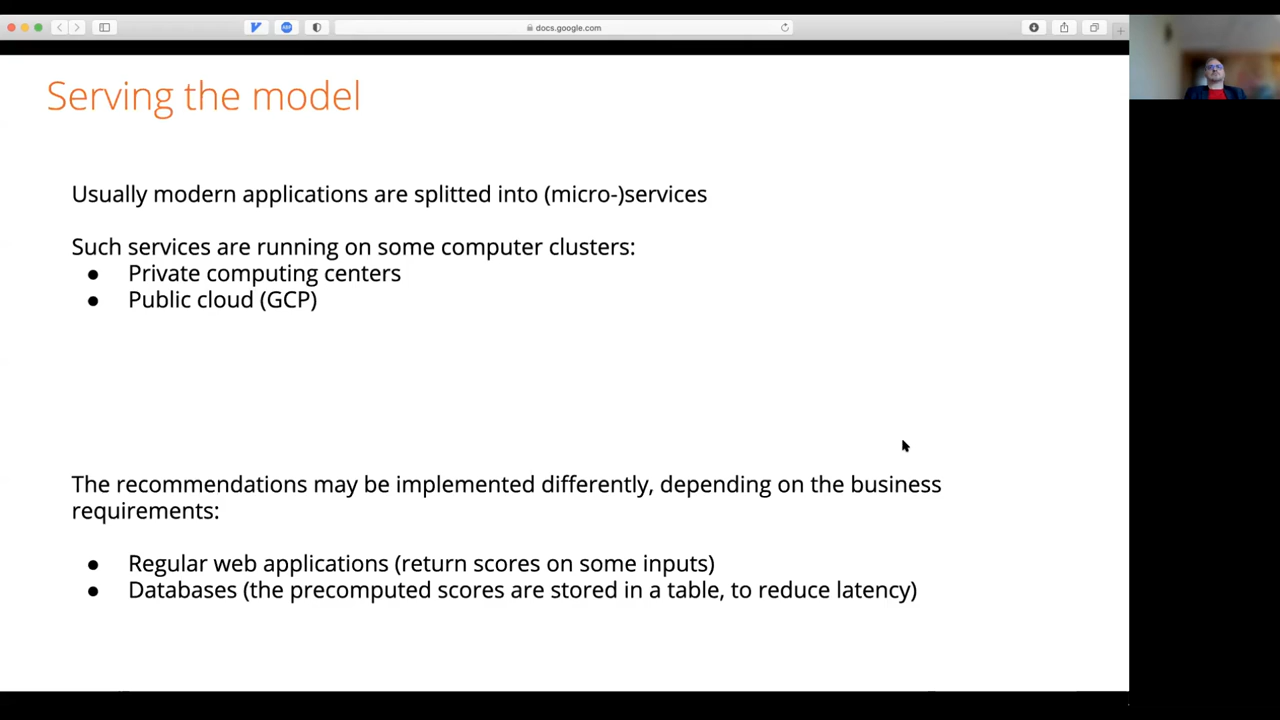 docs.google.com
Serving the model
Usually modern applications are splitted into (micro-)services
Such services are running on some computer clusters:
● Private computing centers
● Public cloud (GCP)
The recommendations may be implemented differently, depending on the business
requirements:
● Regular web applications (return scores on some inputs)
● Databases (the precomputed scores are stored in a table, to reduce latency)